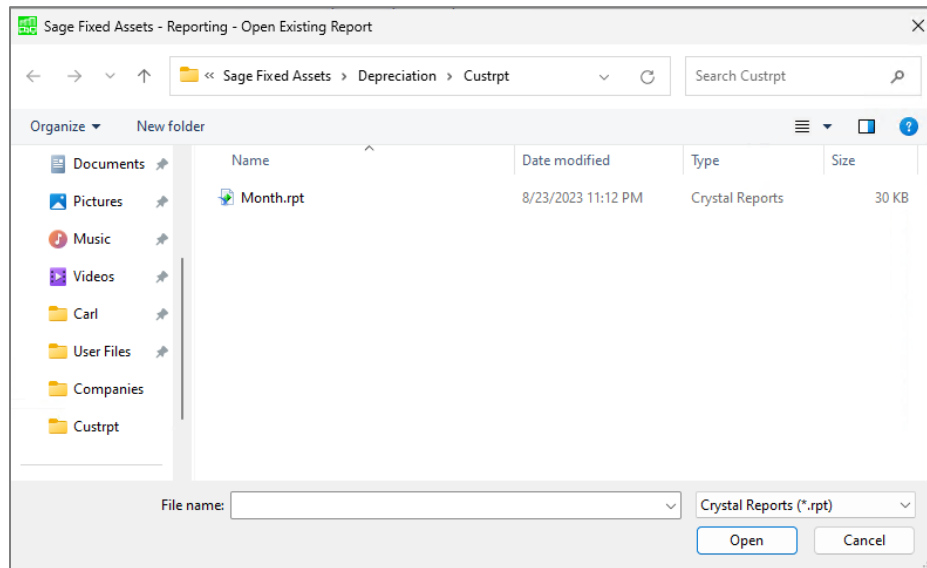 Sage Fixed Assets - Reporting - Open Existing Report
« Sage Fixed Assets > Depreciation > Custrpt
Search Custrpt
Organize
New folder
Name
Date modified
Type
Size
Documents
Month.rpt
8/23/2023 11:12 PM
Crystal Reports
30 KB
Pictures
Music
Videos
Carl
User Files
Companies
Custrpt
File name:
Crystal Reports (*.rpt)
Open
Cancel